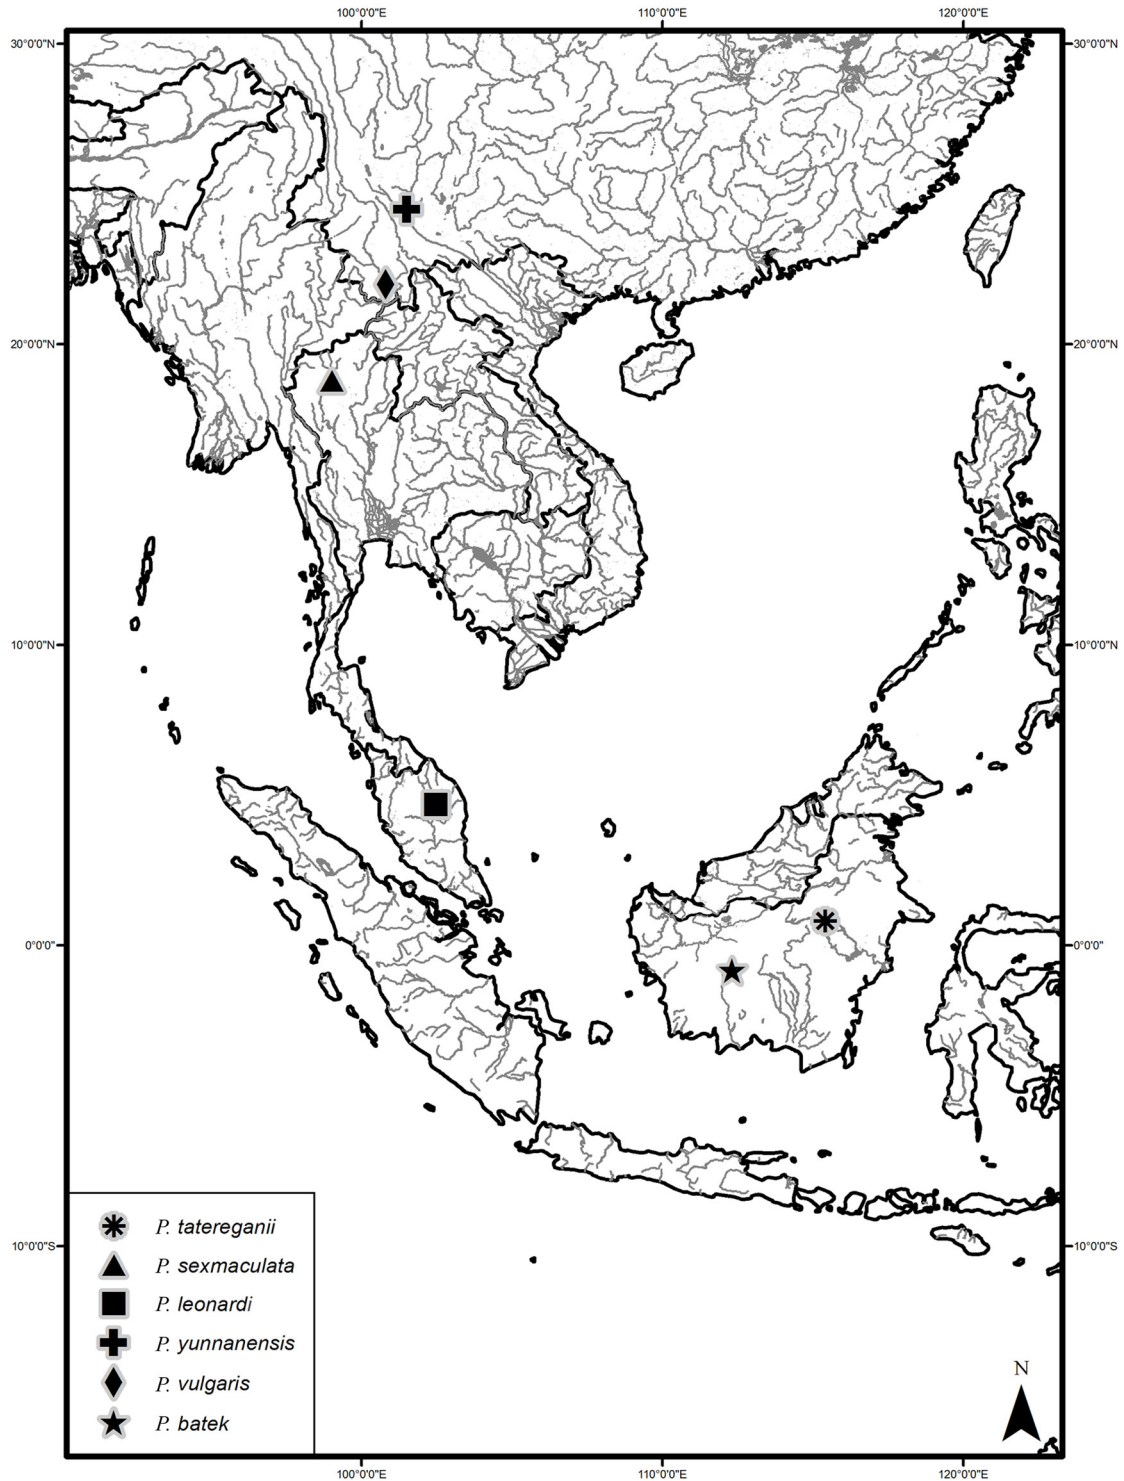 100°0'0"E 110°0'0"E 120°0'0"E
30°0'0"N 30°0'0"N
20°0'0"N 20°0'0"N
10°0'0"N 10°0'0"N
0°0'0" 0°0'0"
10°0'0"S 10°0'0"S
P. tatereganii
P. sexmaculata
P. leonardi
P. yunnanensis
P. vulgaris
P. batek
N
100°0'0"E 110°0'0"E 120°0'0"E